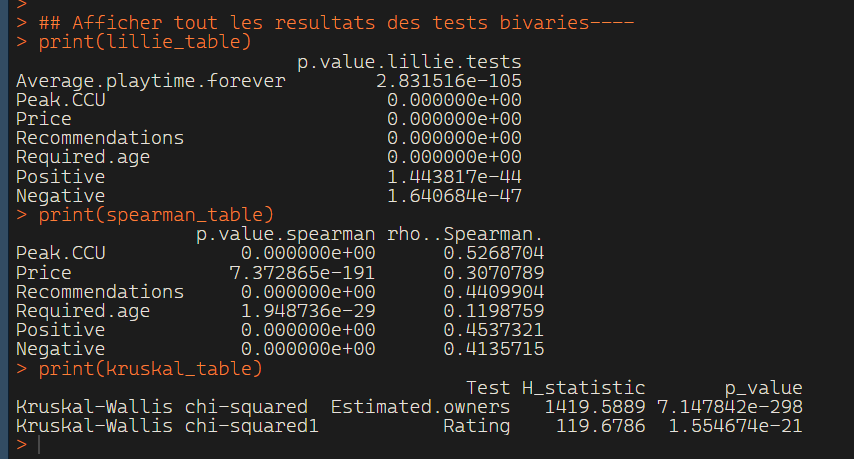 >
> ## Afficher tout les resultats des tests bivaries----
> print(lillie_table)
p.value.lillie.tests
Average.playtime.forever 2.831516e-105
Peak.CCU 0.000000e+00
Price 0.000000e+00
Recommendations 0.000000e+00
Required.age 0.000000e+00
Positive 1.443817e-44
Negative 1.640684e-47
> print(spearman_table)
p.value.spearman rho..Spearman.
Peak.CCU 0.000000e+00 0.5268704
Price 7.372865e-191 0.3070789
Recommendations 0.000000e+00 0.4409904
Required.age 1.948736e-29 0.1198759
Positive 0.000000e+00 0.4537321
Negative 0.000000e+00 0.4135715
> print(kruskal_table)
Test H_statistic p_value
Kruskal-Wallis chi-squared Estimated.owners 1419.5889 7.147842e-298
Kruskal-Wallis chi-squared1 Rating 119.6786 1.554674e-21
>